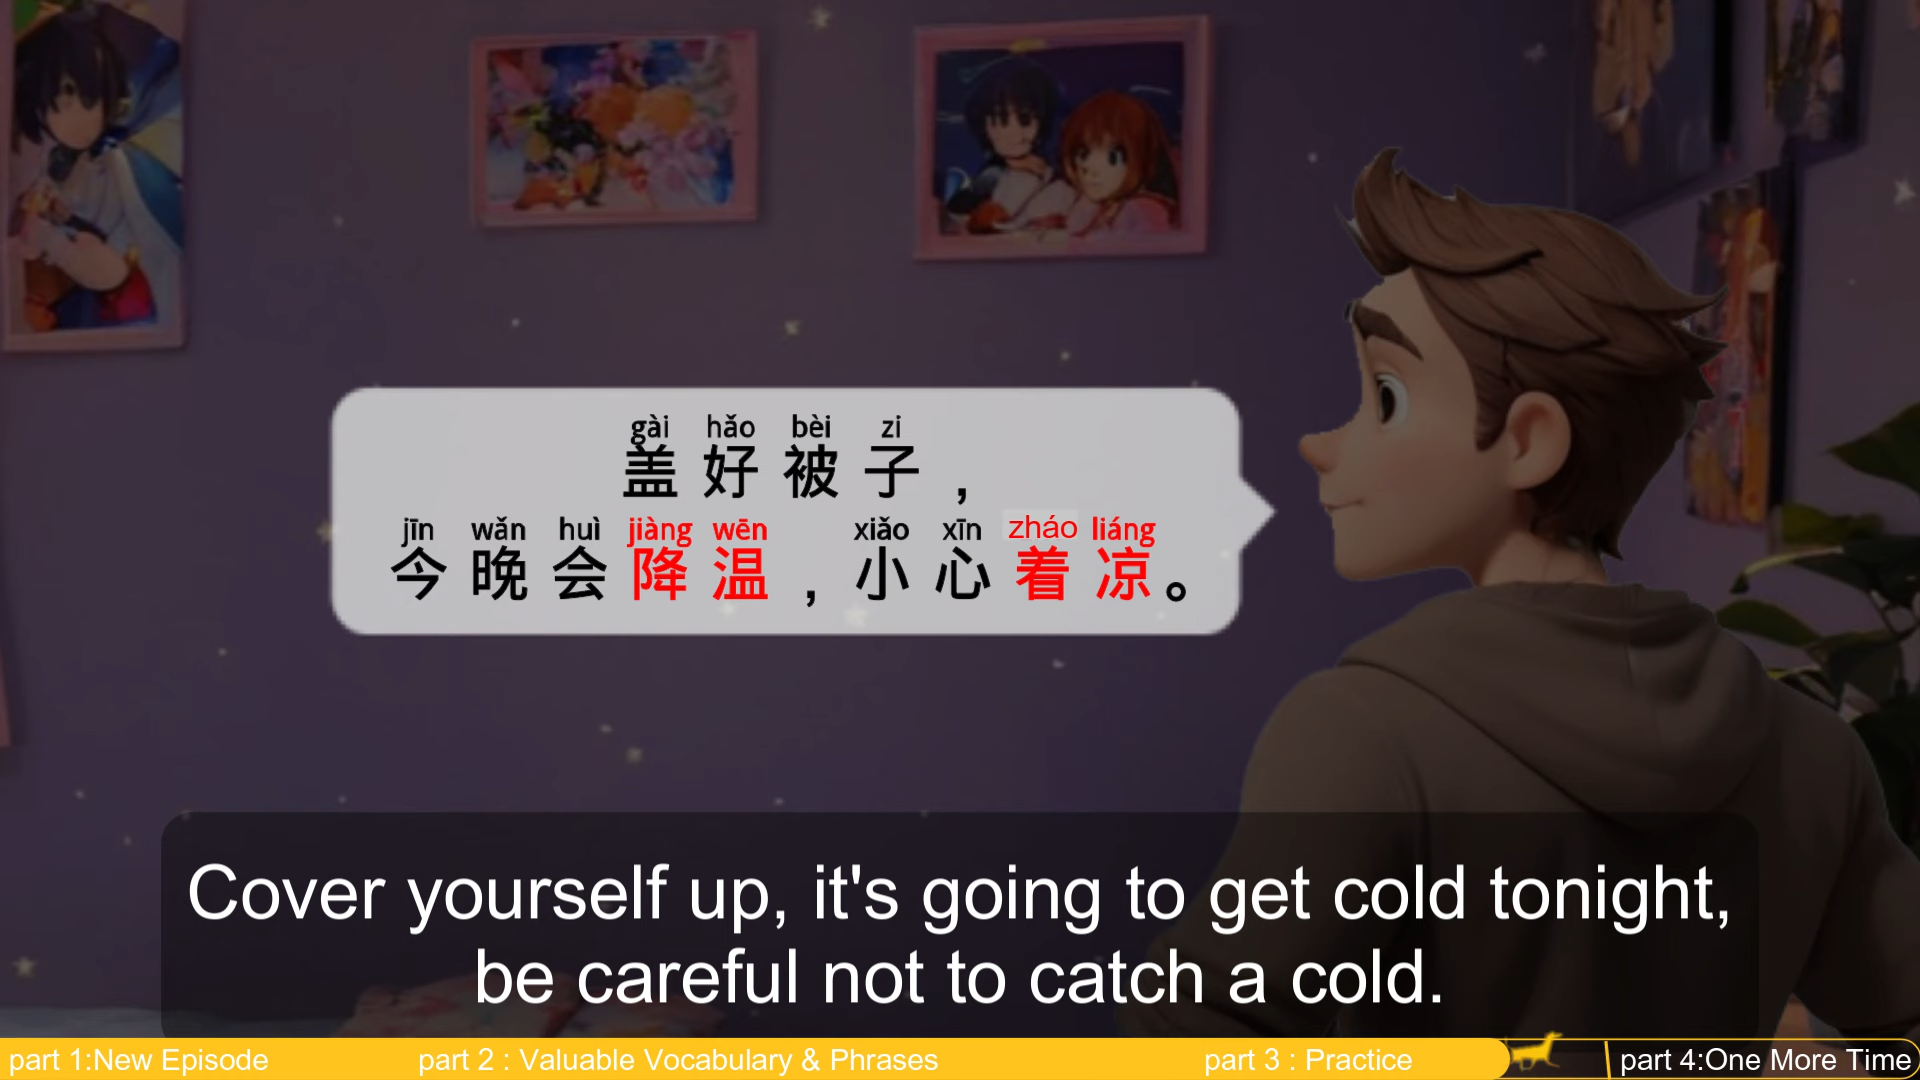 gài hǎo bèi zi
盖好被子，
jīn wǎn huì jiàng wēn xiǎo xīn zháo liáng
今晚会降温，小心着凉。
Cover yourself up, it's going to get cold tonight,
be careful not to catch a cold.
part 1:New Episode part 2 : Valuable Vocabulary & Phrases part 3 : Practice part 4:One More Time